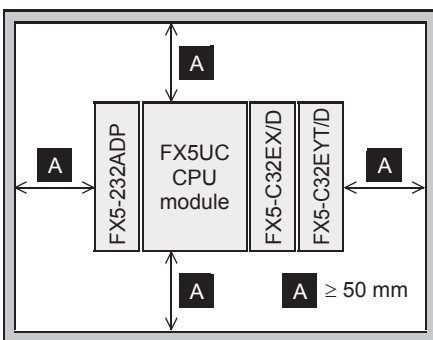 A
A
FX5-232ADP
FX5UC
CPU
module
FX5-C32EX/D
FX5-C32EYT/D
A
A
A ≥ 50 mm